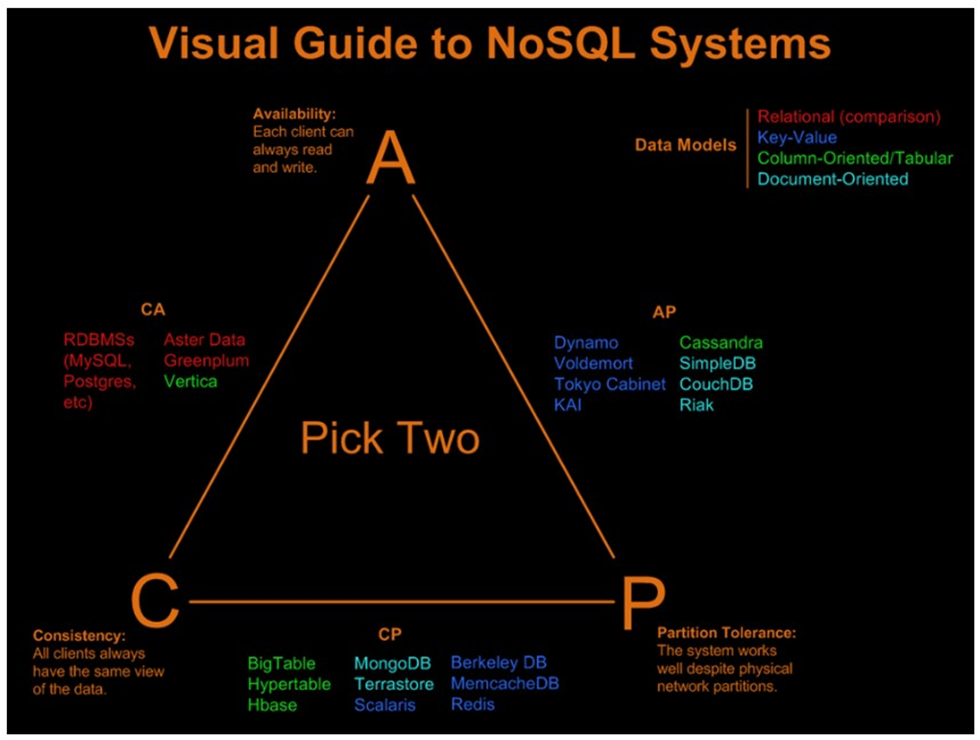 Visual Guide to NoSQL Systems
Availability:
Each client can
always read
and write.
A
Data Models
Relational (comparison)
Key-Value
Column-Oriented/Tabular
Document-Oriented
CA
RDBMSs
(MySQL,
Postgres,
etc)
Aster Data
Greenplum
Vertica
AP
Dynamo
Voldemort
Tokyo Cabinet
KAI
Cassandra
SimpleDB
CouchDB
Riak
Pick Two
C
Consistency:
All clients always
have the same view
of the data.
CP
BigTable
Hypertable
Hbase
MongoDB
Terrastore
Scalaris
Berkeley DB
MemcacheDB
Redis
P
Partition Tolerance:
The system works
well despite physical
network partitions.